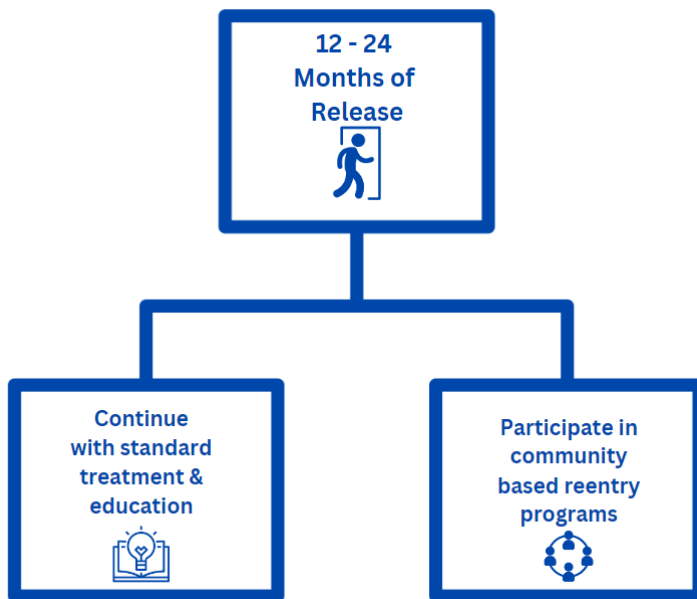 12 - 24
Months of
Release
Continue
with standard
treatment &
education
Participate in
community
based reentry
programs